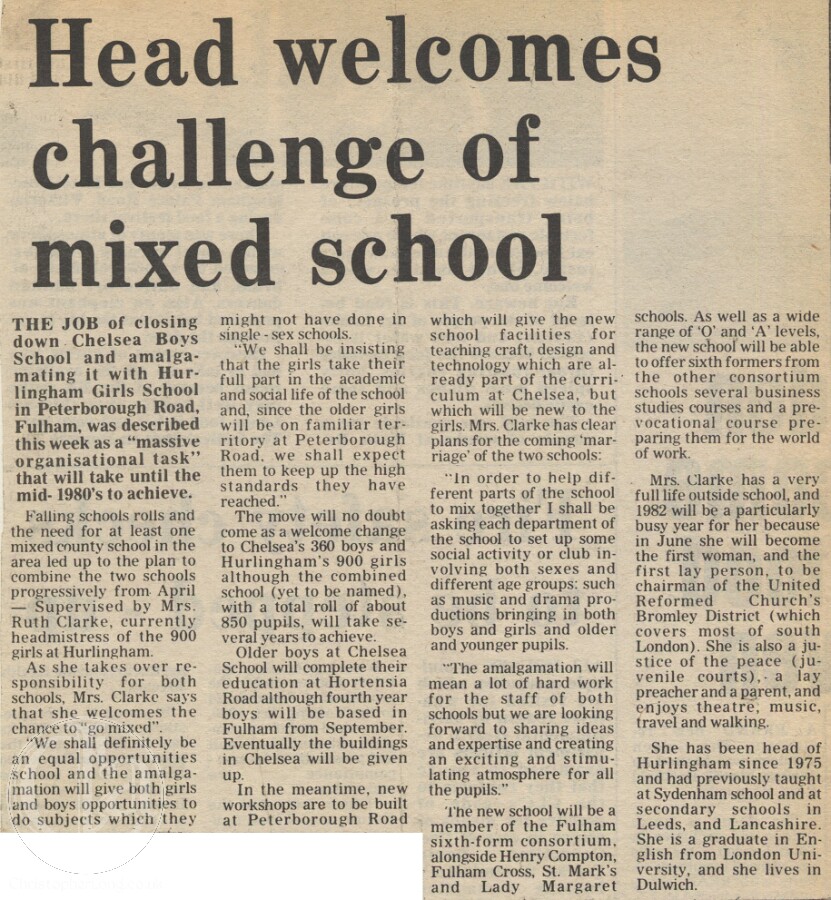 Head welcomes
challenge of
mixed school
THE JOB of closing
down Chelsea Boys
School and amalga-
mating it with Hur-
lingham Girls School
in Peterborough Road,
Fulham, was described
this week as a "massive
organisational task"
that will take until the
mid- 1980's to achieve.
Falling schools rolls and
the need for at least one
mixed county school in the
area led up to the plan to
combine the two schools
progressively from April
— Supervised by Mrs.
Ruth Clarke, currently
headmistress of the 900
girls at Hurlingham.
As she takes over re-
sponsibility for both
schools, Mrs. Clarke says
that she welcomes the
chance to "go mixed".
"We shall definitely be
an equal opportunities
school and the amalga-
mation will give both girls
and boys opportunities to
do subjects which they
might not have done in
single - sex schools.
"We shall be insisting
that the girls take their
full part in the academic
and social life of the school
and, since the older girls
will be on familiar ter-
ritory at Peterborough
Road, we shall expect
them to keep up the high
standards they have
reached."
The move will no doubt
come as a welcome change
to Chelsea's 360 boys and
Hurlingham's 900 girls
although the combined
school (yet to be named),
with a total roll of about
850 pupils, will take se-
veral years to achieve.
Older boys at Chelsea
School will complete their
education at Hortensia
Road although fourth year
boys will be based in
Fulham from September.
Eventually the buildings
in Chelsea will be given
up.
In the meantime, new
workshops are to be built
at Peterborough Road
which will give the new
school facilities for
teaching craft, design and
technology which are al-
ready part of the curri-
culum at Chelsea, but
which will be new to the
girls. Mrs. Clarke has clear
plans for the coming 'mar-
riage' of the two schools:
"In order to help dif-
ferent parts of the school
to mix together I shall be
asking each department of
the school to set up some
social activity or club in-
volving both sexes and
different age groups: such
as music and drama pro-
ductions bringing in both
boys and girls and older
and younger pupils.
"The amalgamation will
mean a lot of hard work
for the staff of both
schools but we are looking
forward to sharing ideas
and expertise and creating
an exciting and stimu-
lating atmosphere for all
the pupils."
The new school will be a
member of the Fulham
sixth-form consortium,
alongside Henry Compton,
Fulham Cross, St. Mark's
and Lady Margaret
schools. As well as a wide
range of 'O' and 'A' levels,
the new school will be able
to offer sixth formers from
the other consortium
schools several business
studies courses and a pre-
vocational course pre-
paring them for the world
of work.
Mrs. Clarke has a very
full life outside school, and
1982 will be a particularly
busy year for her because
in June she will become
the first woman, and the
first lay person, to be
chairman of the United
Reformed Church's
Bromley District (which
covers most of south
London). She is also a ju-
stice of the peace (ju-
venile courts), a lay
preacher and a parent, and
enjoys theatre, music,
travel and walking.
She has been head of
Hurlingham since 1975
and had previously taught
at Sydenham school and at
secondary schools in
Leeds, and Lancashire.
She is a graduate in En-
glish from London Uni-
versity, and she lives in
Dulwich.